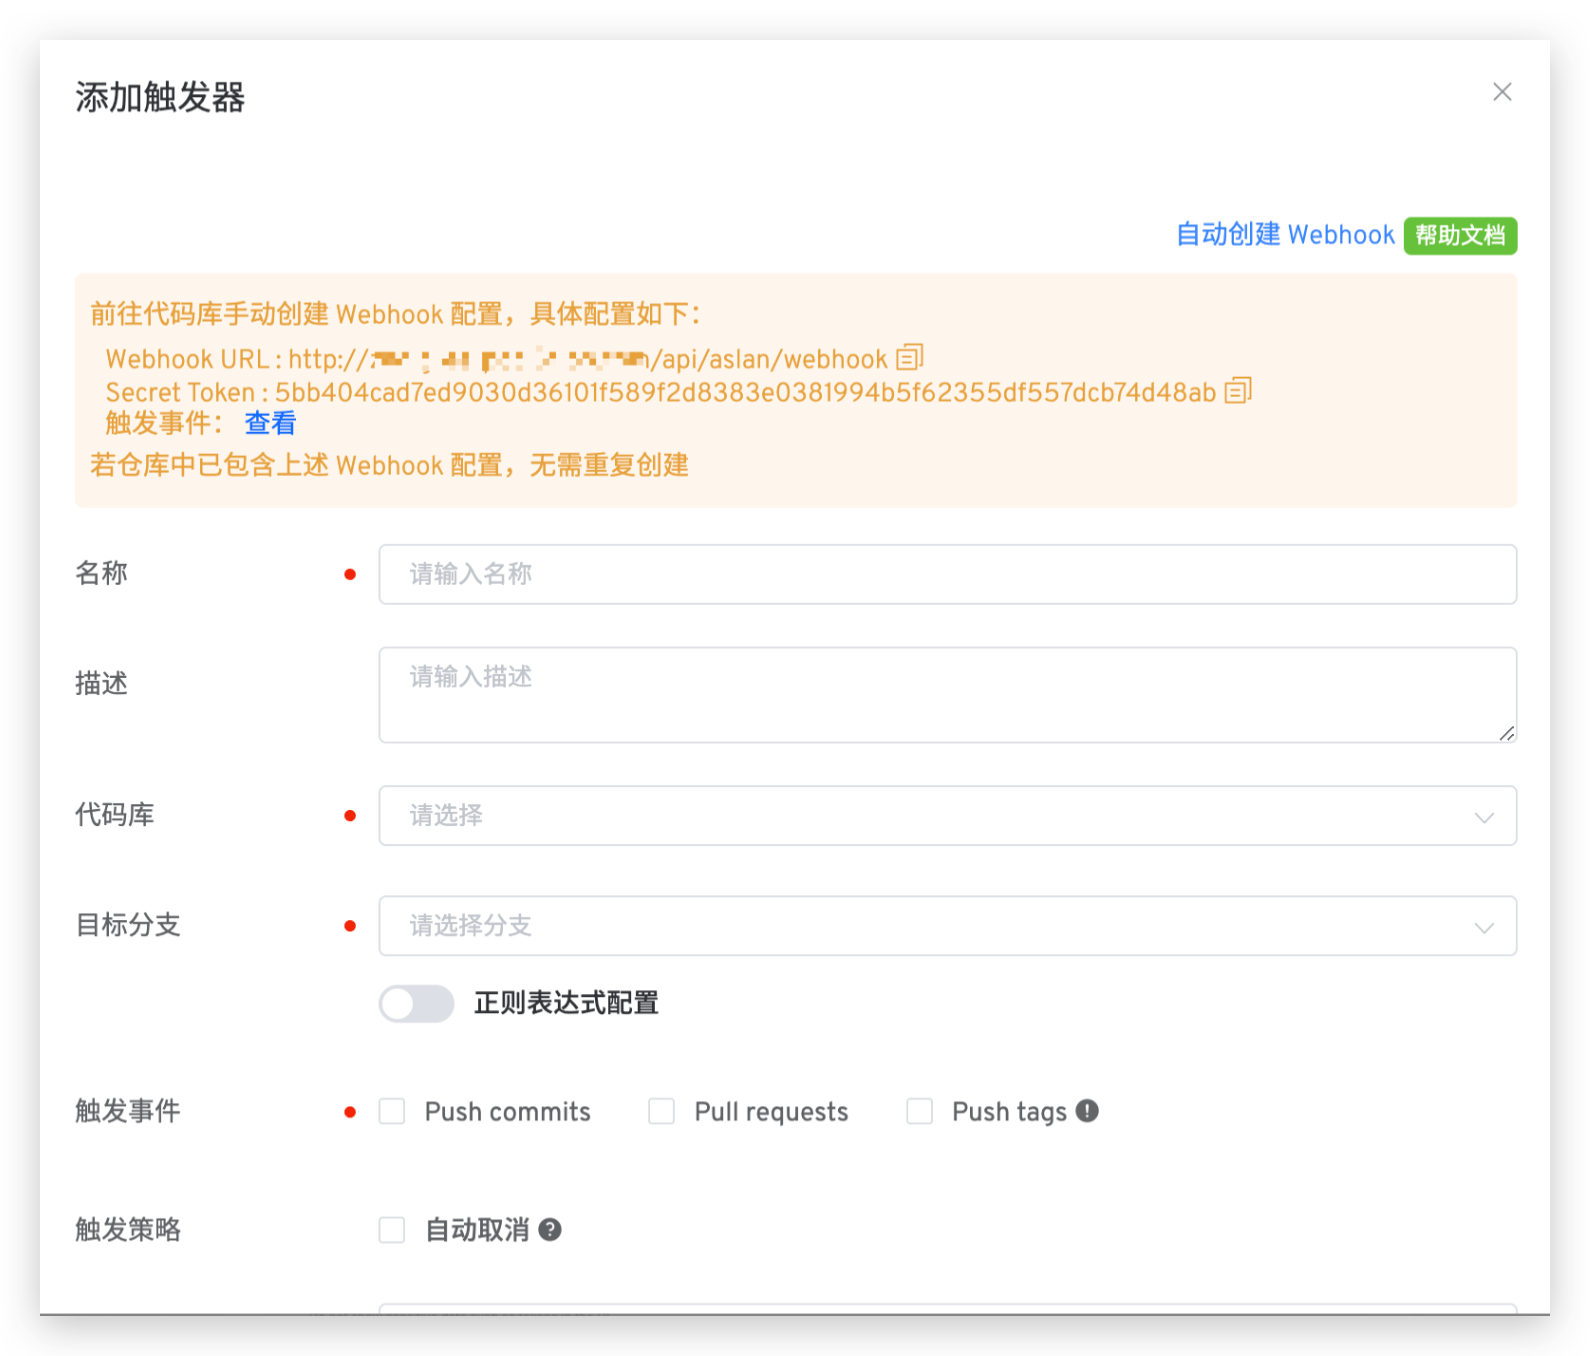 添加触发器
自动创建 Webhook 帮助文档
前往代码库手动创建 Webhook 配置，具体配置如下：
Webhook URL : http:// /api/aslan/webhook
Secret Token : 5bb404cad7ed9030d36101f589f2d8383e0381994b5f62355df557dcb74d48ab
触发事件： 查看
若仓库中已包含上述 Webhook 配置，无需重复创建
名称 请输入名称
描述 请输入描述
代码库 请选择
目标分支 请选择分支
正则表达式配置
触发事件 Push commits Pull requests Push tags
触发策略 自动取消